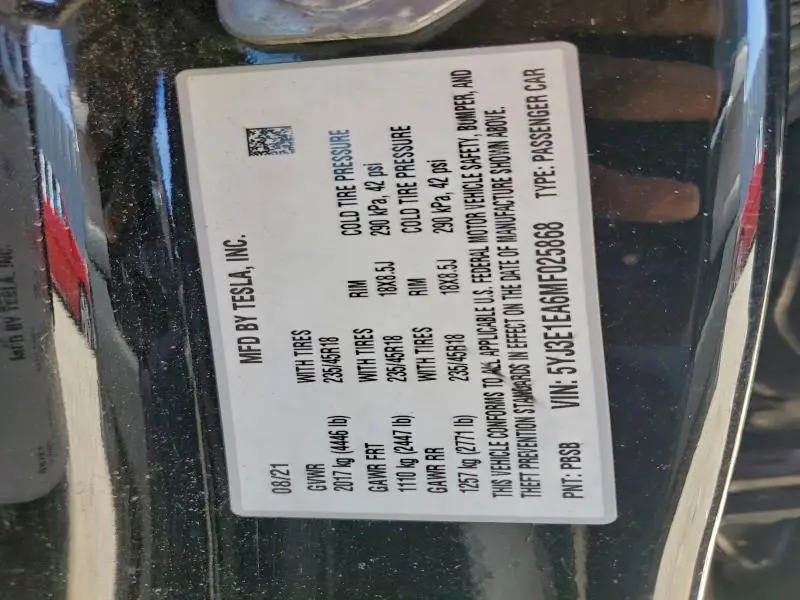 MFD BY TESLA, INC.
08/21
GVWR WITH TIRES RIM COLD TIRE PRESSURE
2017 kg (4446 lb) 235/45R18 18X8.5J 290 kPa, 42 psi
GAWR FRT WITH TIRES RIM COLD TIRE PRESSURE
1110 kg (2447 lb) 235/45R18 18X8.5J 290 kPa, 42 psi
GAWR RR WITH TIRES
1257 kg (2771 lb) 235/45R18
THIS VEHICLE CONFORMS TO ALL APPLICABLE U.S. FEDERAL MOTOR VEHICLE SAFETY, BUMPER, AND
THEFT PREVENTION STANDARDS IN EFFECT ON THE DATE OF MANUFACTURE SHOWN ABOVE.
PNT: PBSB VIN: 5YJ3E1EA6MF025868 TYPE: PASSENGER CAR
MFD BY TESLA, INC.